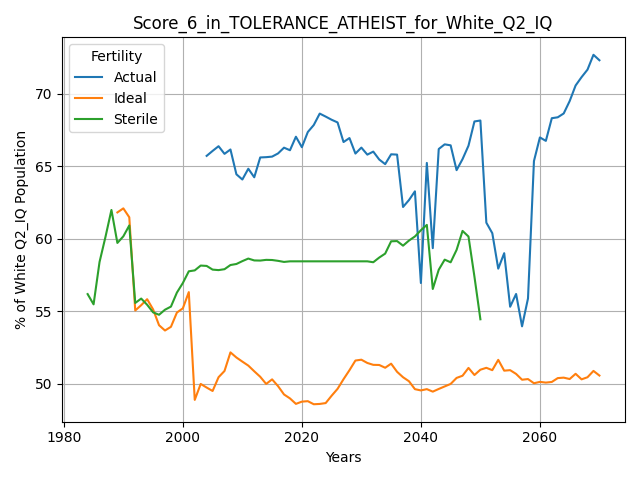 Score_6_in_TOLERANCE_ATHEIST_for_White_Q2_IQ
Fertility
Actual
Ideal
Sterile
% of White Q2_IQ Population
70
65
60
55
50
1980
2000
2020
2040
2060
Years